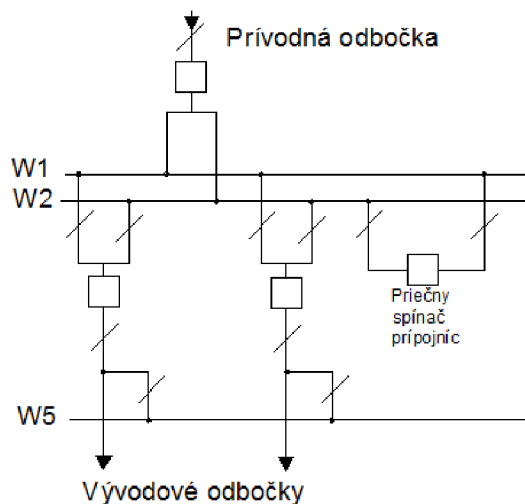 Prívodná odbočka
W1
W2
Priečny
spínač
prípojníc
W5
Vývodové odbočky